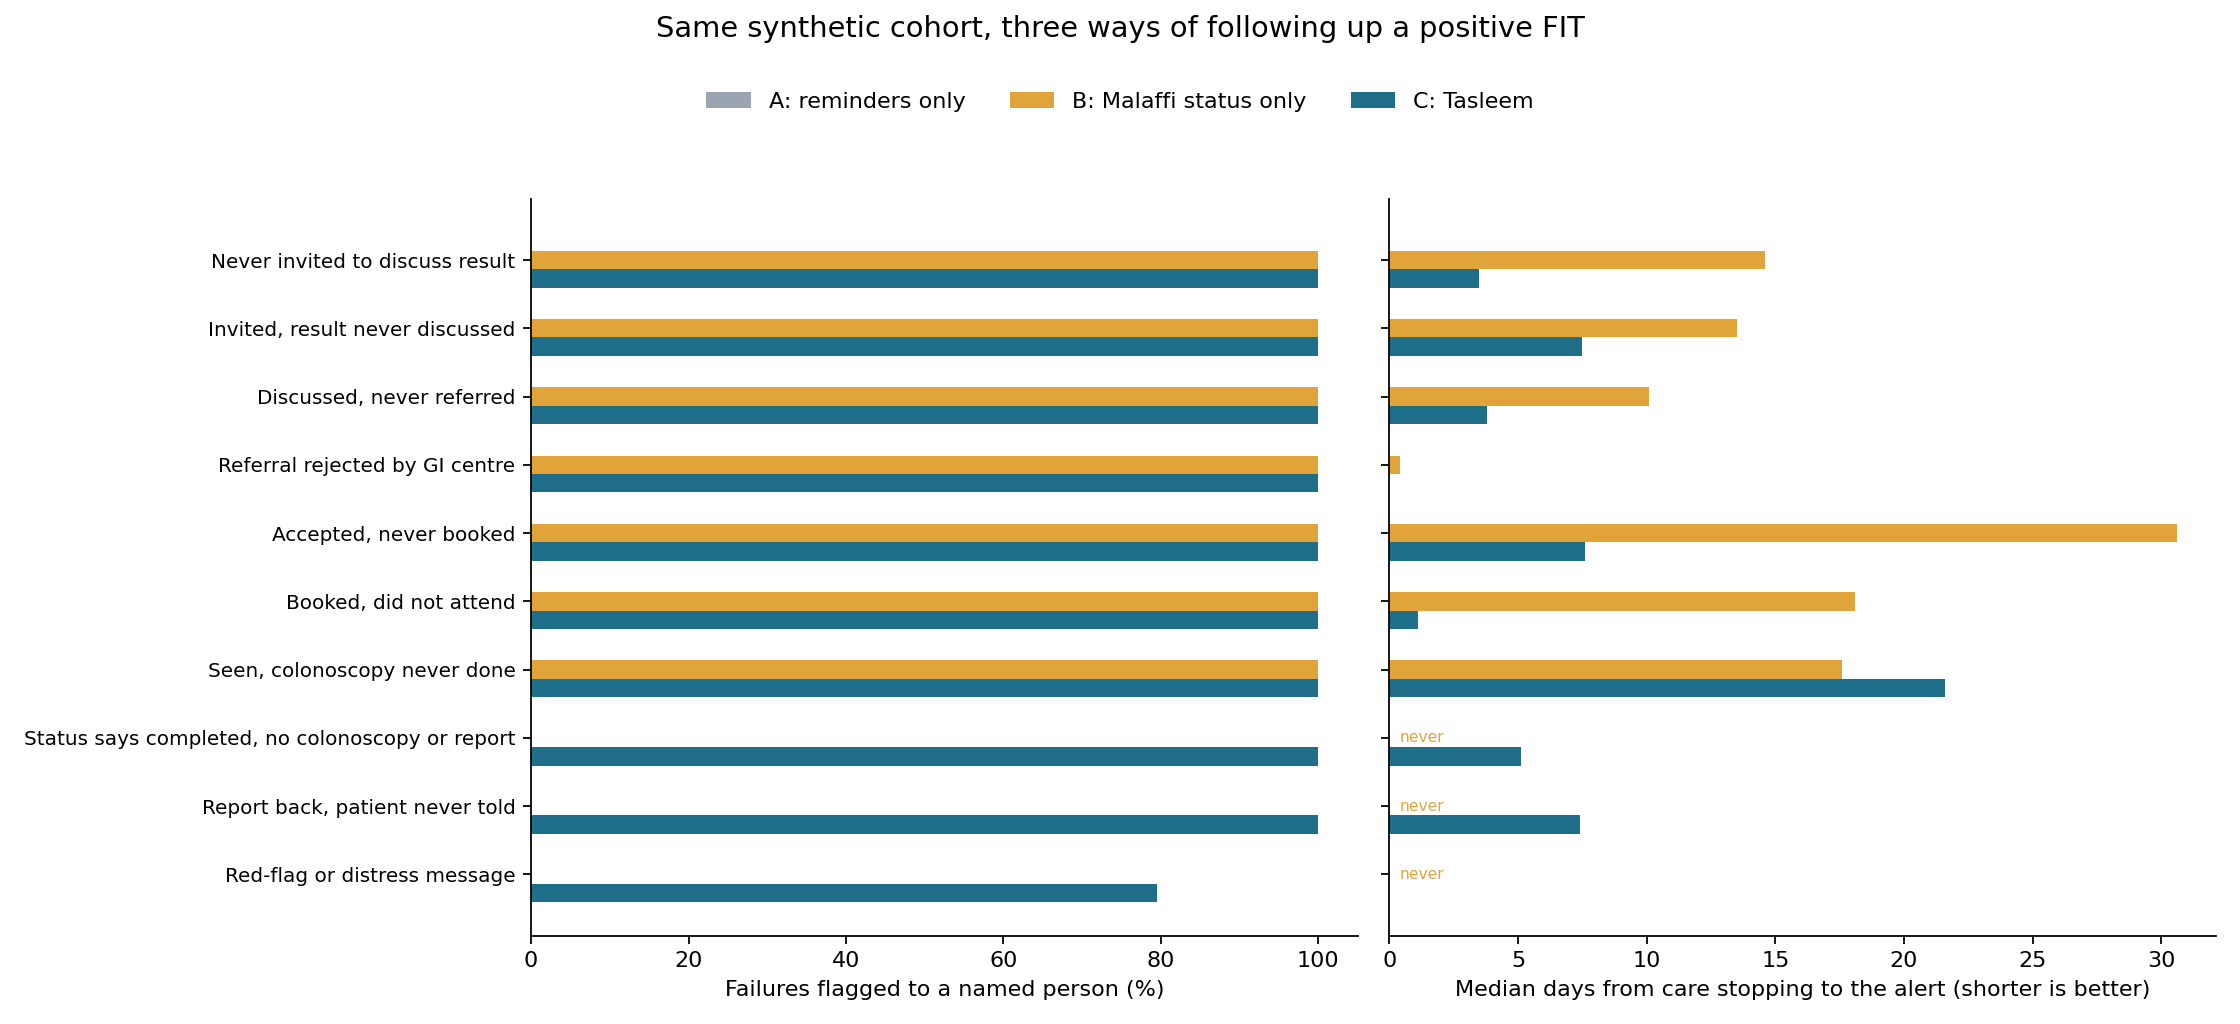 Same synthetic cohort, three ways of following up a positive FIT
A: reminders only
B: Malaffi status only
C: Tasleem
Never invited to discuss result
Invited, result never discussed
Discussed, never referred
Referral rejected by GI centre
Accepted, never booked
Booked, did not attend
Seen, colonoscopy never done
Status says completed, no colonoscopy or report
Report back, patient never told
Red-flag or distress message
0 20 40 60 80 100
Failures flagged to a named person (%)
never
never
never
0 5 10 15 20 25 30
Median days from care stopping to the alert (shorter is better)